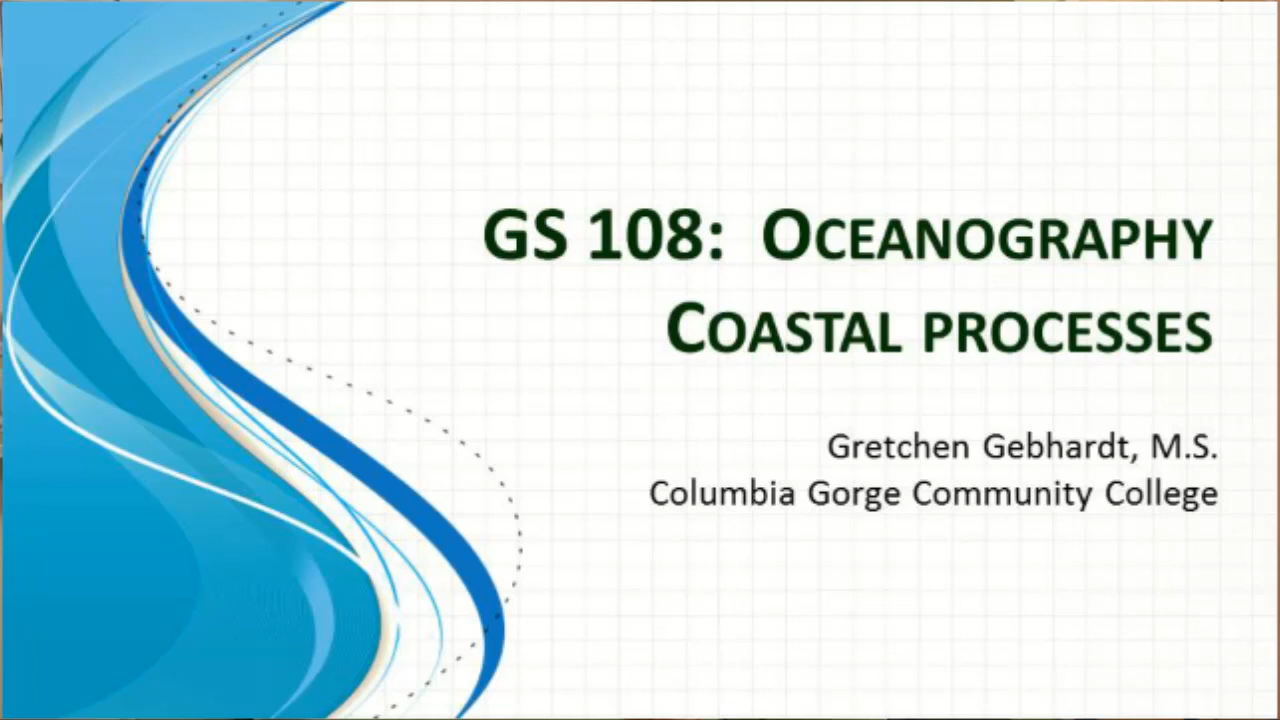 GS 108: OCEANOGRAPHY
COASTAL PROCESSES
Gretchen Gebhardt, M.S.
Columbia Gorge Community College